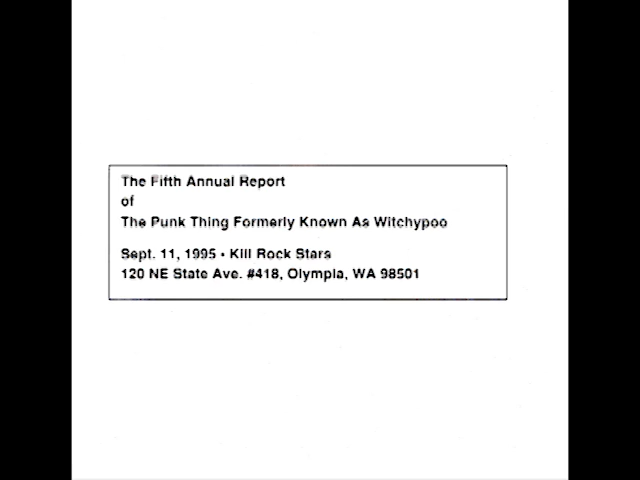 The Fifth Annual Report
of
The Punk Thing Formerly Known As Witchypoo
Sept. 11, 1995 • Kill Rock Stars
120 NE State Ave. #418, Olympia, WA 98501